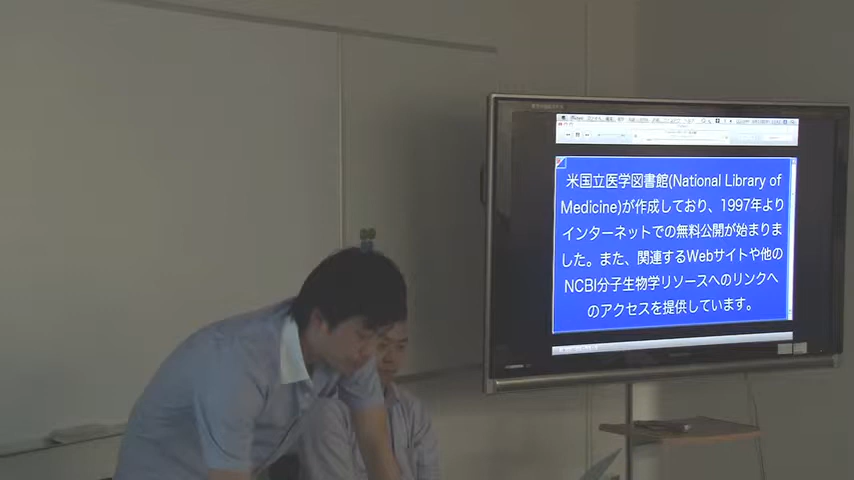 米国立医学図書館(National Library of
Medicine)が作成しており、1997年より
インターネットでの無料公開が始まりま
した。また、関連するWebサイトや他の
NCBI分子生物学リソースへのリンクへ
のアクセスを提供しています。